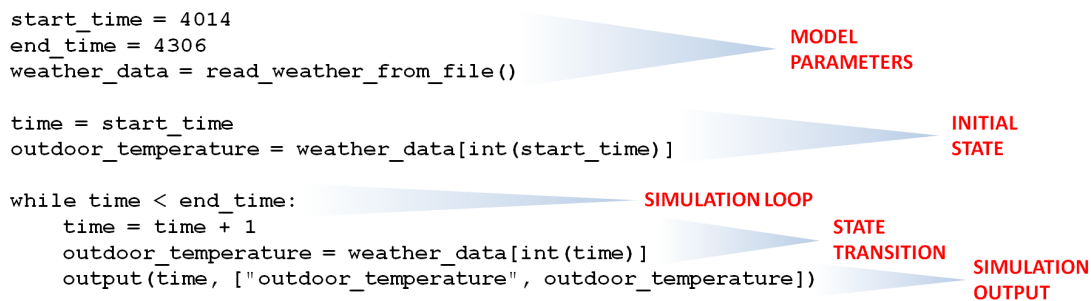 start_time = 4014
end_time = 4306
weather_data = read_weather_from_file()
MODEL
PARAMETERS
time = start_time
outdoor_temperature = weather_data[int(start_time)]
INITIAL
STATE
while time < end_time:
SIMULATION LOOP
    time = time + 1
    outdoor_temperature = weather_data[int(time)]
    output(time, ["outdoor_temperature", outdoor_temperature])
STATE
TRANSITION
SIMULATION
OUTPUT